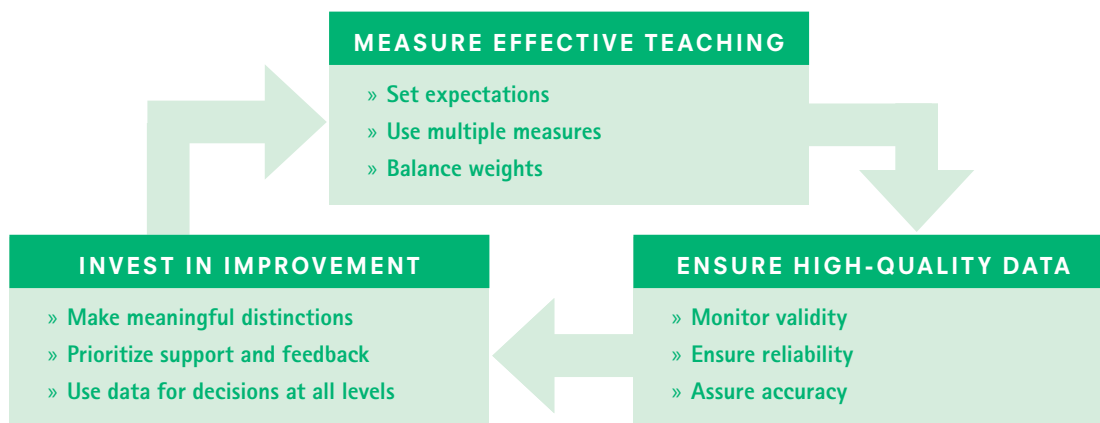 MEASURE EFFECTIVE TEACHING
» Set expectations
» Use multiple measures
» Balance weights
INVEST IN IMPROVEMENT
» Make meaningful distinctions
» Prioritize support and feedback
» Use data for decisions at all levels
ENSURE HIGH-QUALITY DATA
» Monitor validity
» Ensure reliability
» Assure accuracy